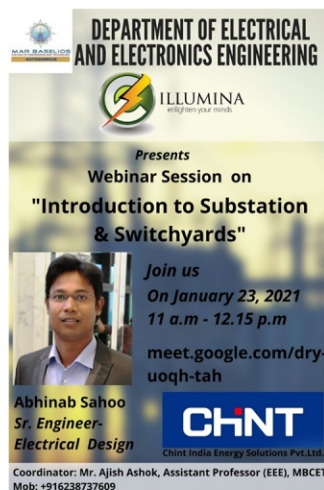 MAR BASELIOS
AUTONOMOUS
DEPARTMENT OF ELECTRICAL
AND ELECTRONICS ENGINEERING
ILLUMINA
enlighten your minds
Presents
Webinar Session on
"Introduction to Substation
& Switchyards"
Join us
On January 23, 2021
11 a.m - 12.15 p.m
meet.google.com/dry-
uoqh-tah
Abhinab Sahoo
Sr. Engineer-
Electrical Design
CHiNT
Chint India Energy Solutions Pvt.Ltd.
Coordinator: Mr. Ajish Ashok, Assistant Professor (EEE), MBCET
Mob: +916238737609